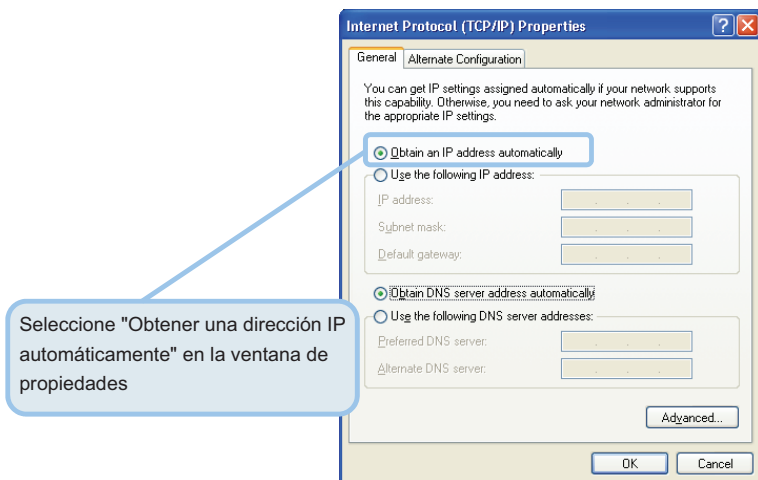 Internet Protocol (TCP/IP) Properties
General
Alternate Configuration
You can get IP settings assigned automatically if your network supports
this capability. Otherwise, you need to ask your network administrator for
the appropriate IP settings.
Obtain an IP address automatically
Use the following IP address:
IP address:
Subnet mask:
Default gateway:
Obtain DNS server address automatically
Use the following DNS server addresses:
Preferred DNS server:
Alternate DNS server:
Advanced...
OK
Cancel
Seleccione "Obtener una dirección IP
automáticamente" en la ventana de
propiedades